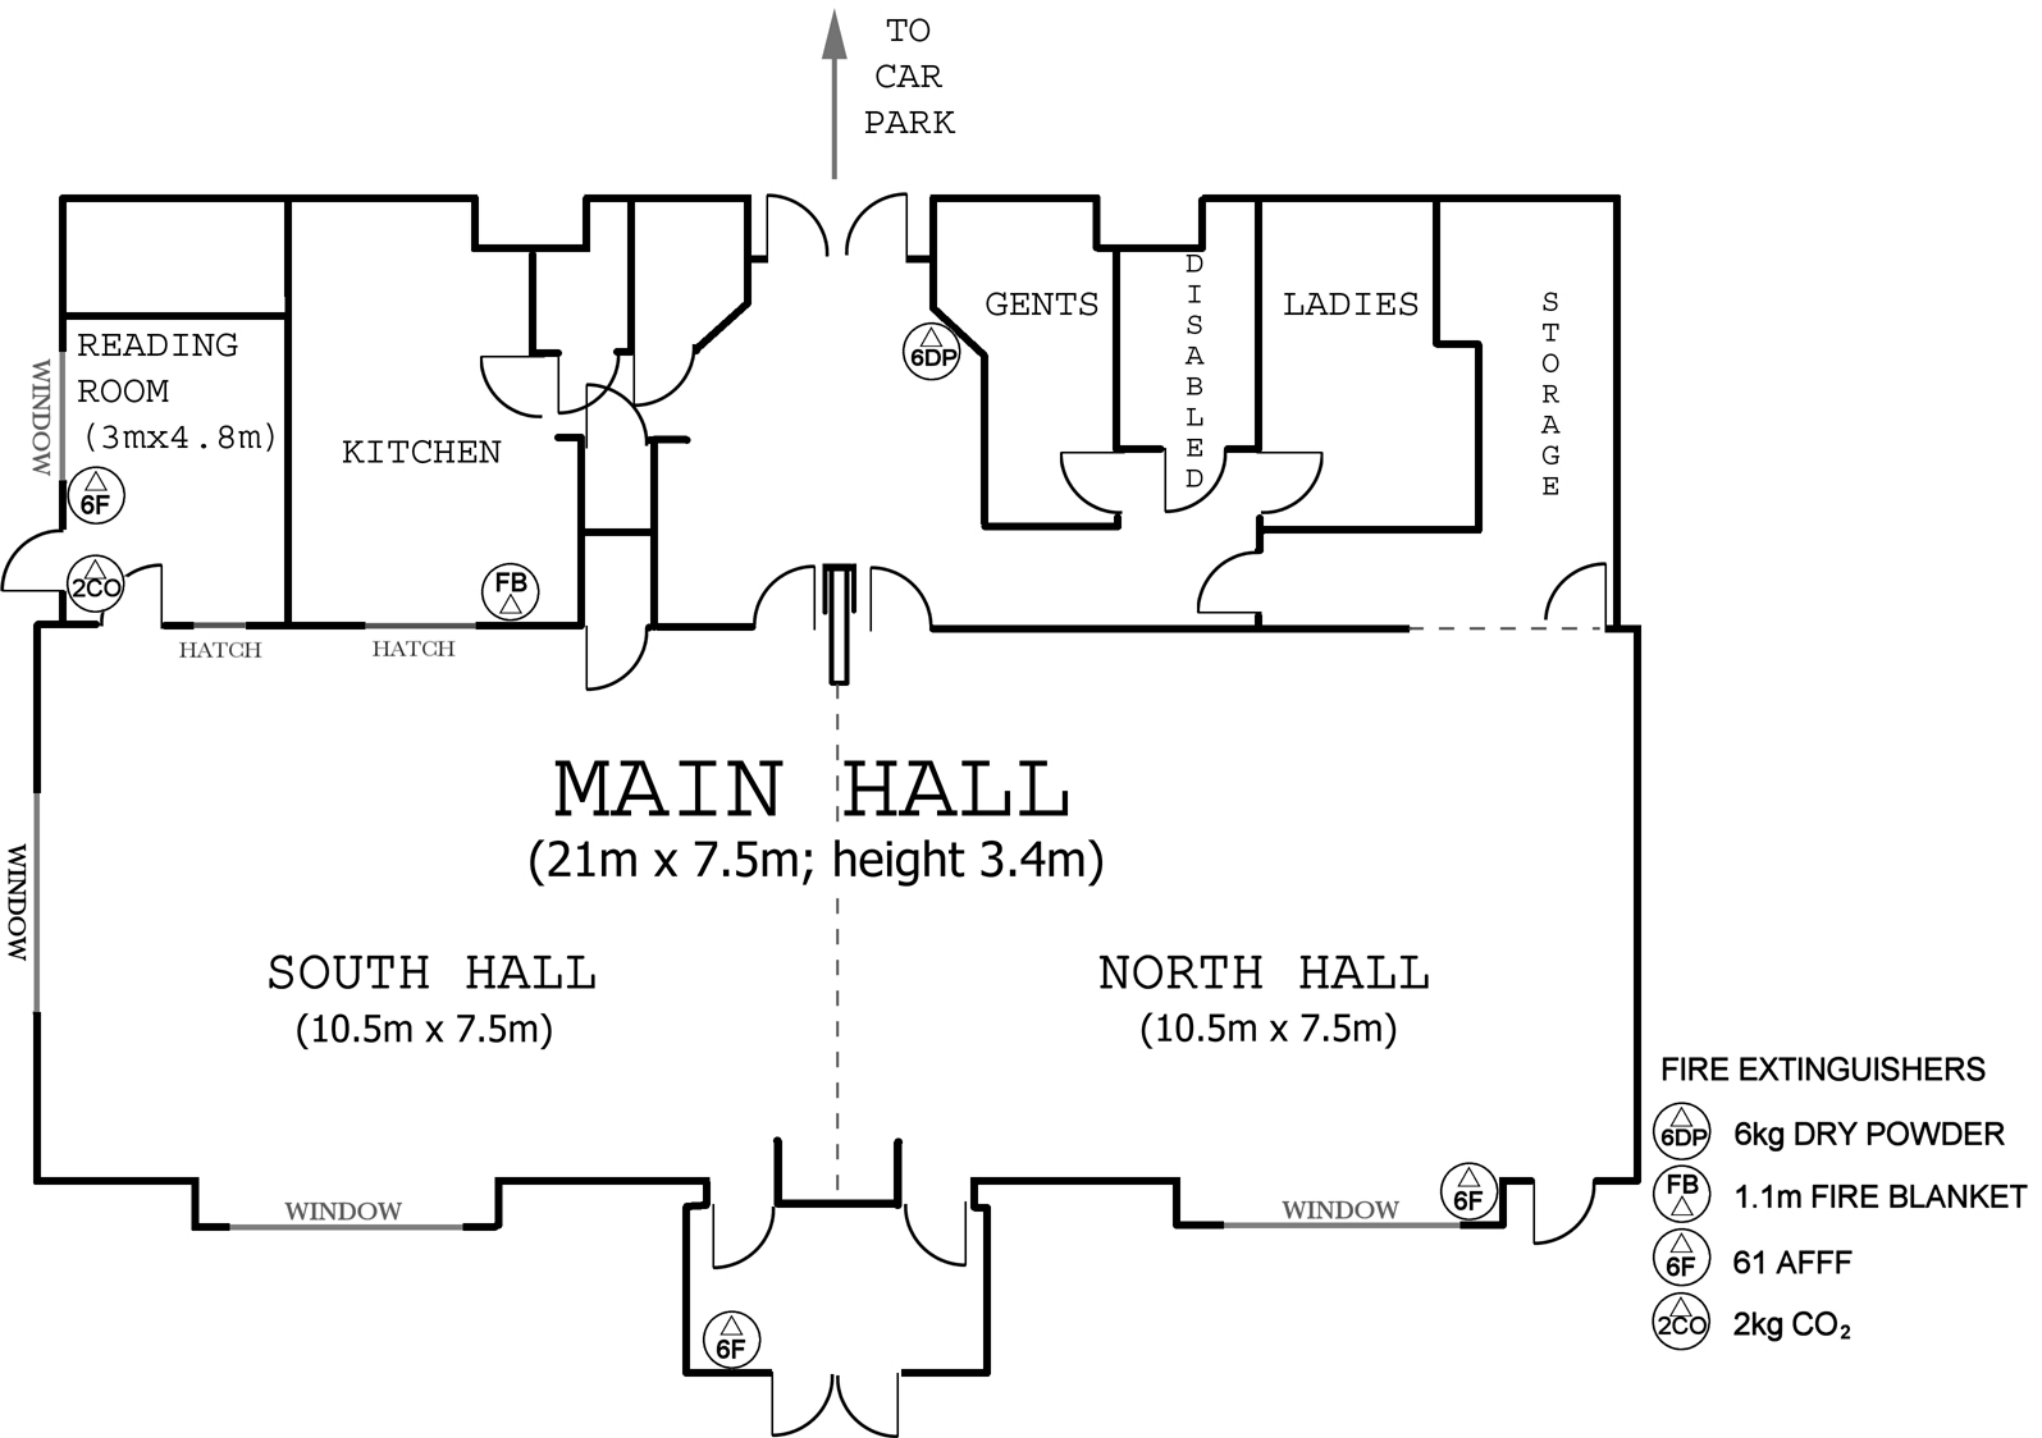 TO
CAR
PARK
READING
ROOM
(3mx4.8m)
WINDOW
6F
2CO
KITCHEN
FB
HATCH
HATCH
6DP
GENTS
DISABLED
LADIES
STORAGE
MAIN HALL
(21m x 7.5m; height 3.4m)
WINDOW
SOUTH HALL
(10.5m x 7.5m)
NORTH HALL
(10.5m x 7.5m)
WINDOW
WINDOW
6F
6F
FIRE EXTINGUISHERS
6DP 6kg DRY POWDER
FB 1.1m FIRE BLANKET
6F 61 AFFF
2CO 2kg CO₂